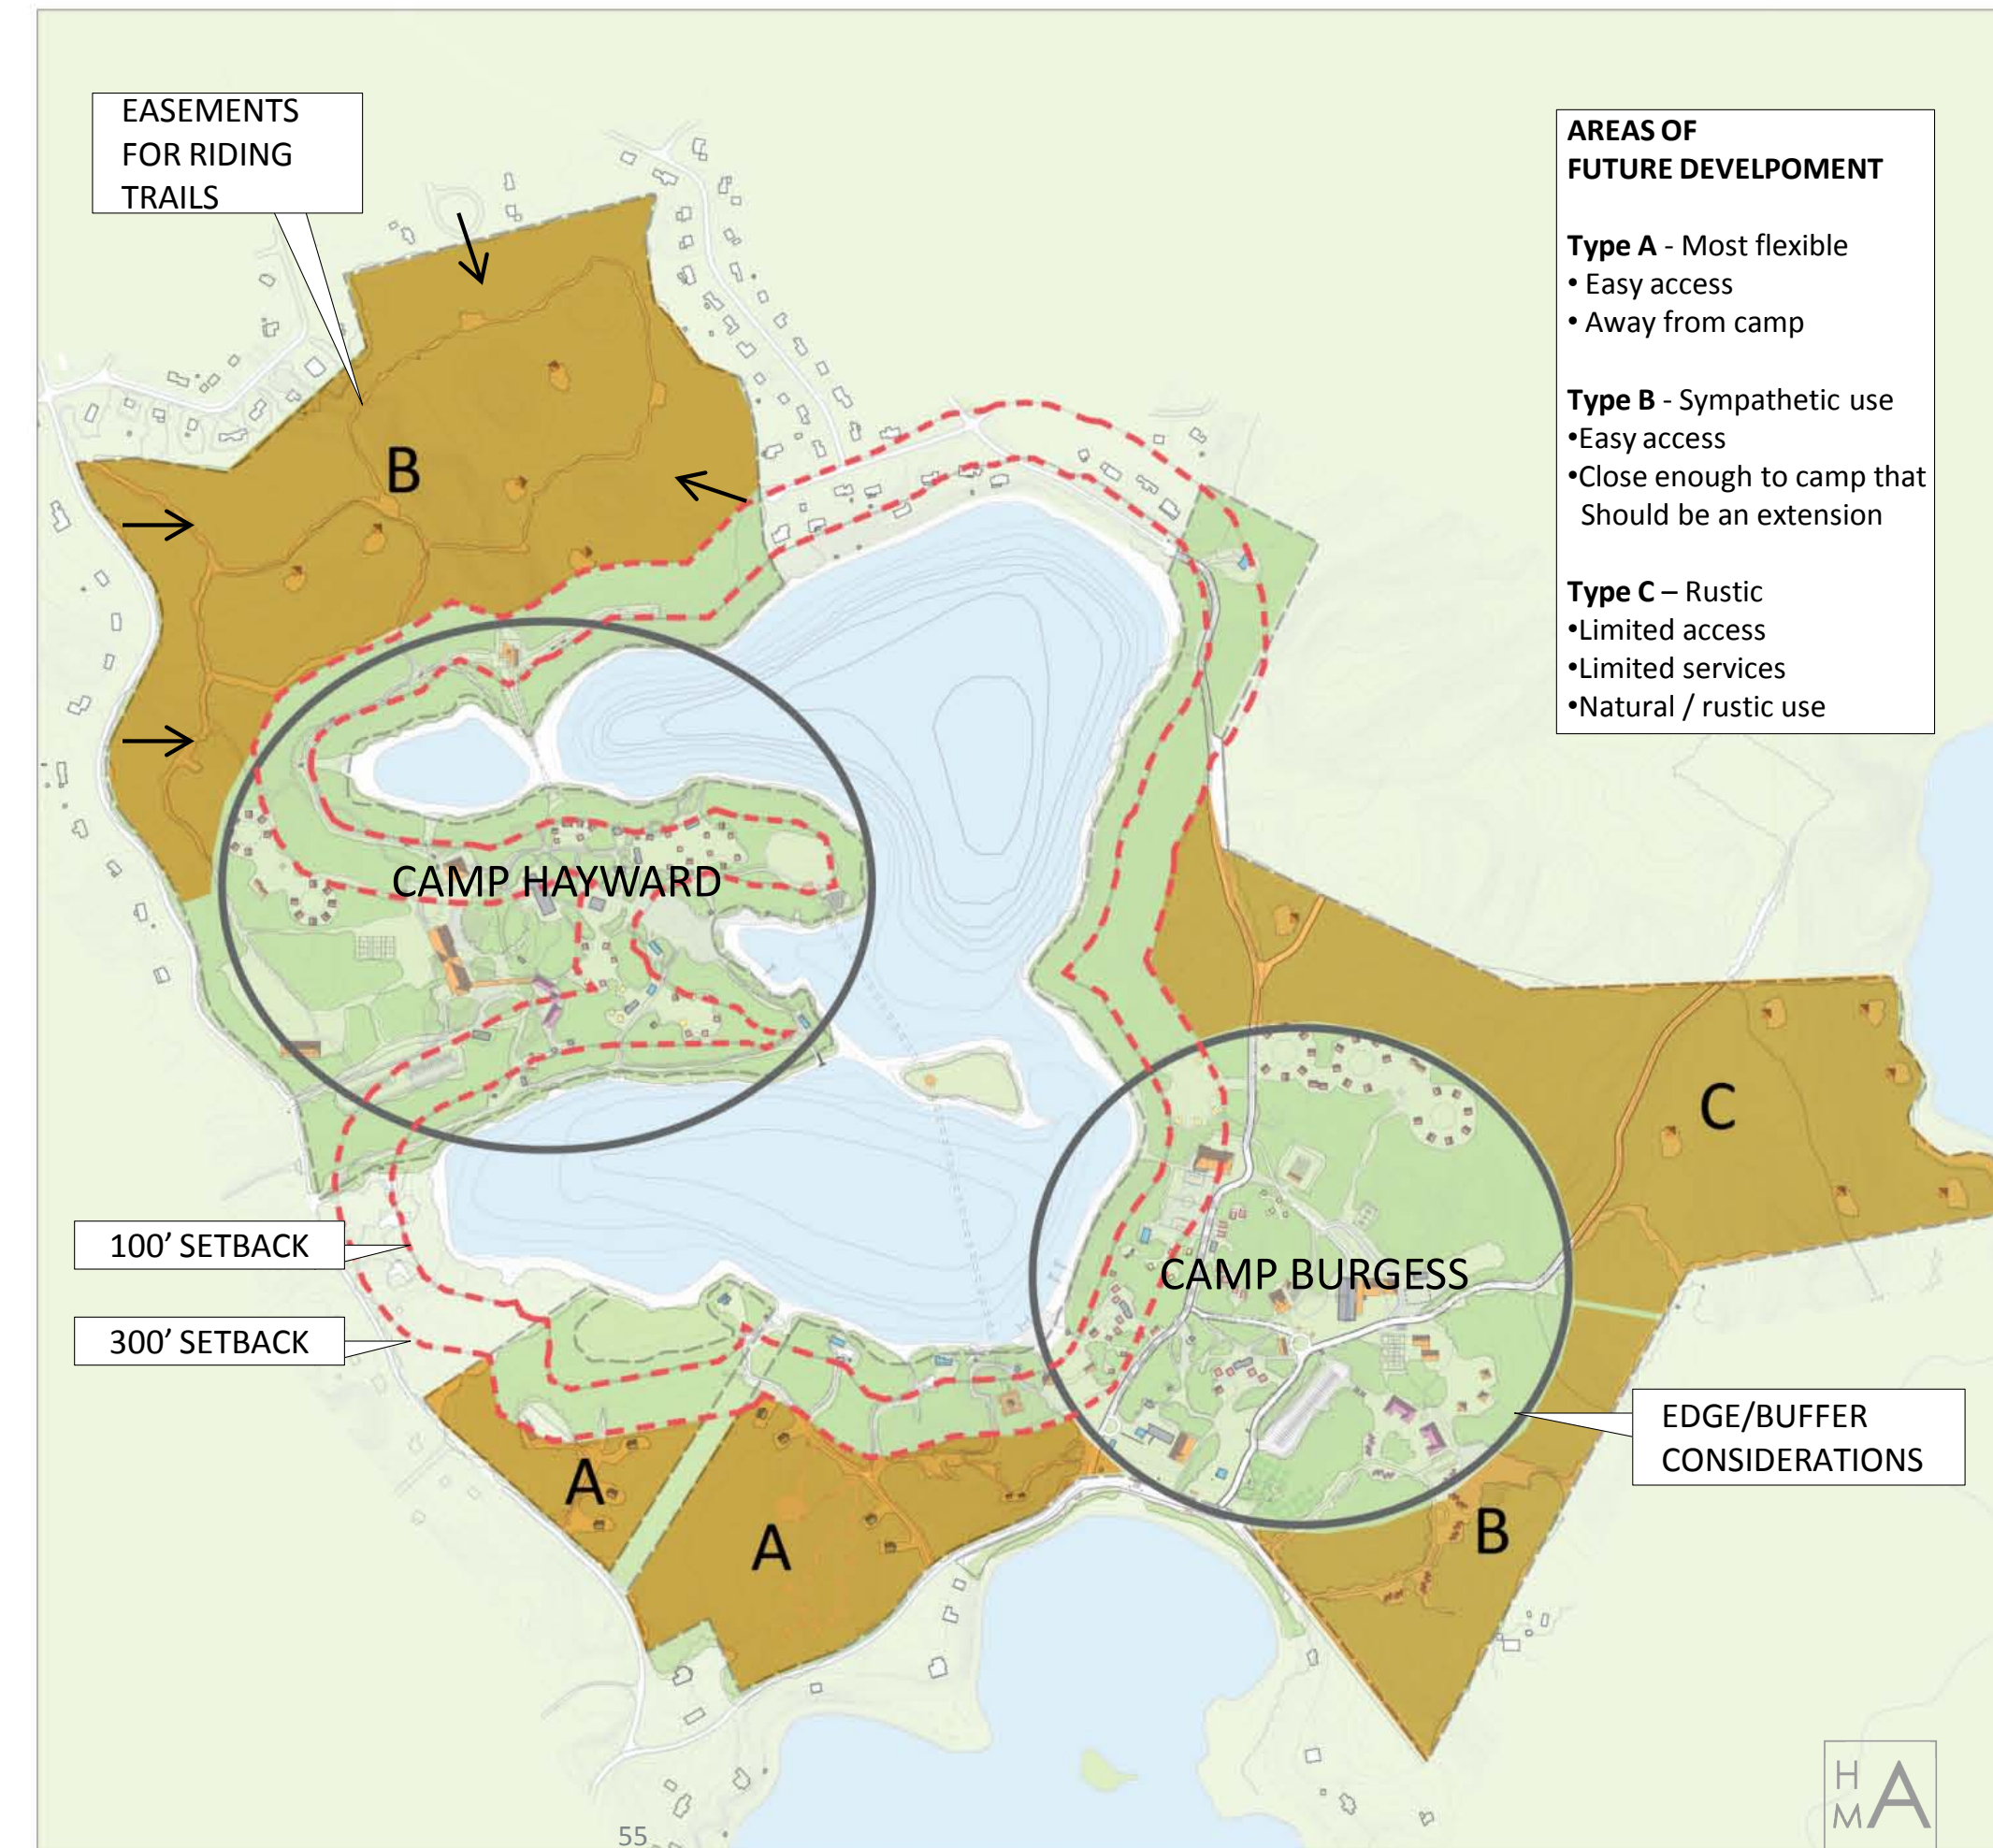 EASEMENTS
FOR RIDING
TRAILS
AREAS OF
FUTURE DEVELPOMENT
Type A - Most flexible
• Easy access
• Away from camp
Type B - Sympathetic use
•Easy access
•Close enough to camp that
Should be an extension
Type C – Rustic
•Limited access
•Limited services
•Natural / rustic use
B
CAMP HAYWARD
C
100' SETBACK
CAMP BURGESS
300' SETBACK
EDGE/BUFFER
CONSIDERATIONS
A
A
B
55
H
M A